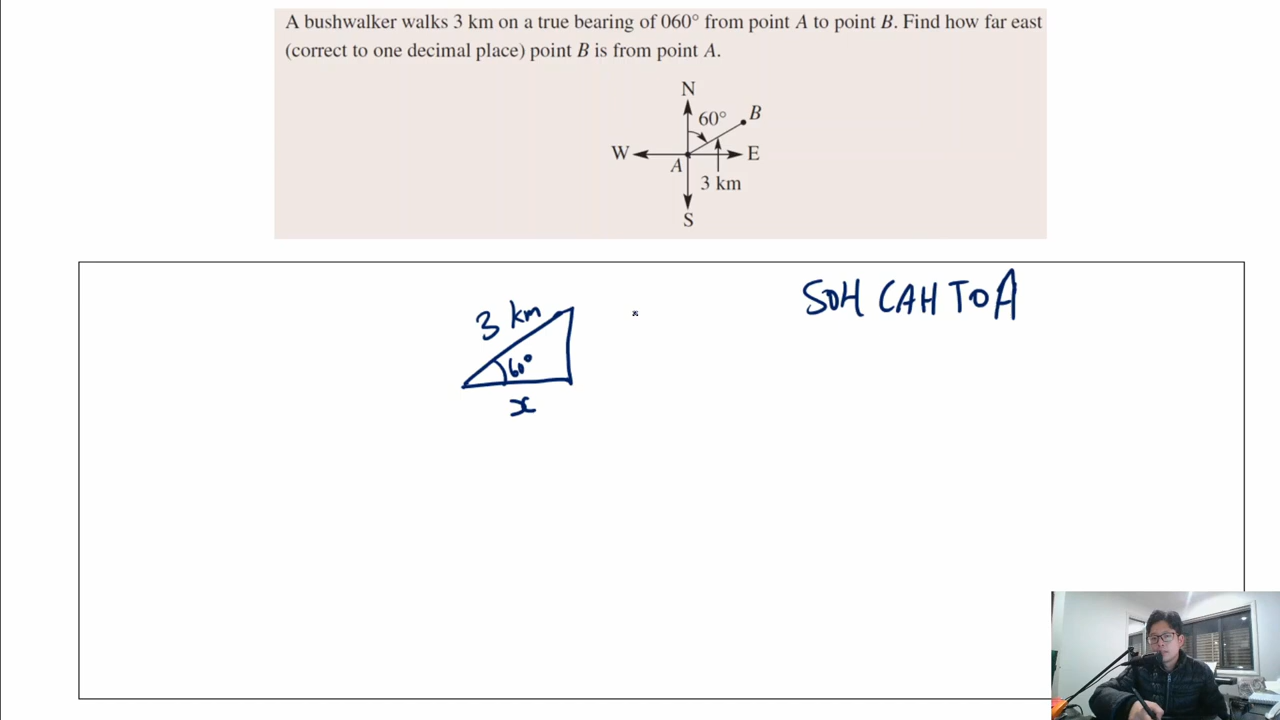 A bushwalker walks 3 km on a true bearing of 060° from point A to point B. Find how far east
(correct to one decimal place) point B is from point A.
N
60°
B
W
E
A
3 km
S
SOH CAH TOA
3 km
60°
x